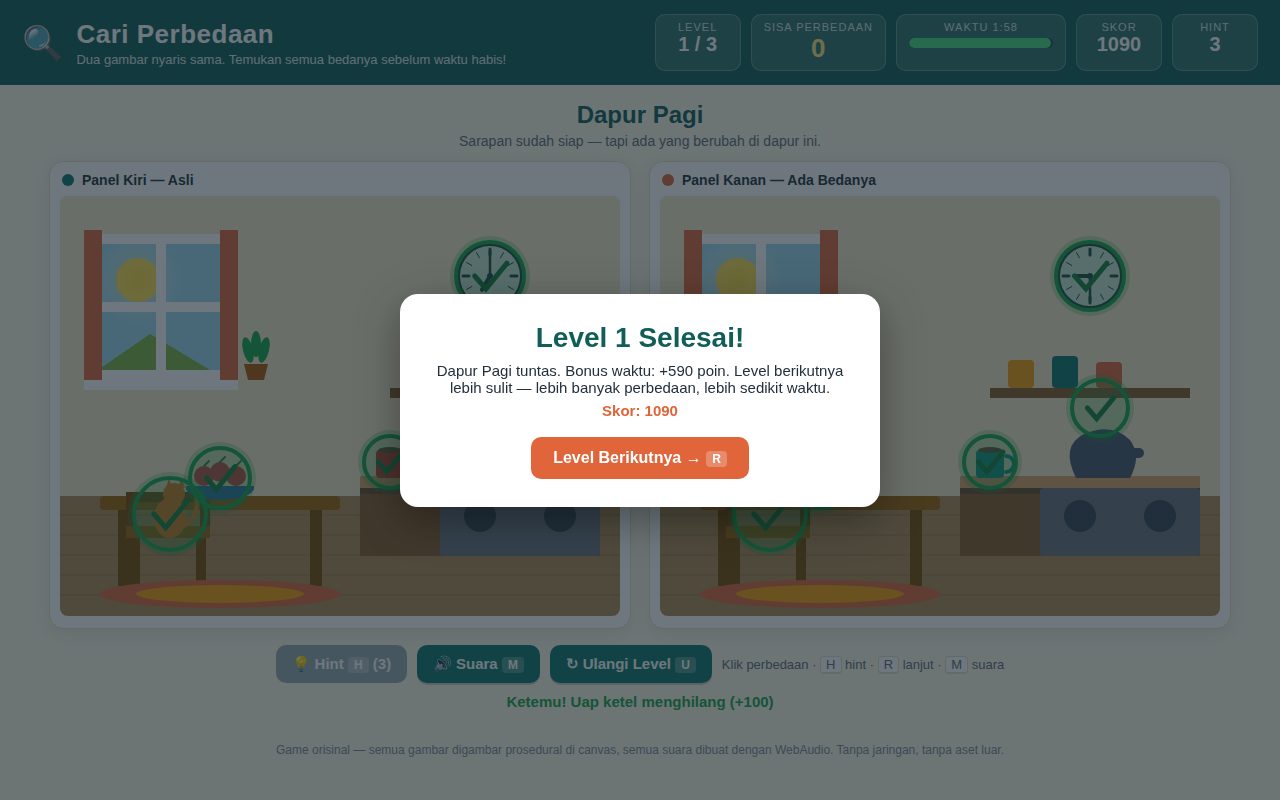 Cari Perbedaan
Dua gambar nyaris sama. Temukan semua bedanya sebelum waktu habis!
LEVEL
1 / 3
SISA PERBEDAAN
0
WAKTU 1:58
SKOR
1090
HINT
3
Dapur Pagi
Sarapan sudah siap — tapi ada yang berubah di dapur ini.
Panel Kiri — Asli
Panel Kanan — Ada Bedanya
Level 1 Selesai!
Dapur Pagi tuntas. Bonus waktu: +590 poin. Level berikutnya
lebih sulit — lebih banyak perbedaan, lebih sedikit waktu.
Skor: 1090
Level Berikutnya → R
💡 Hint H (3)
🔊 Suara M
↻ Ulangi Level U
Klik perbedaan · H hint · R lanjut · M suara
Ketemu! Uap ketel menghilang (+100)
Game orisinal — semua gambar digambar prosedural di canvas, semua suara dibuat dengan WebAudio. Tanpa jaringan, tanpa aset luar.